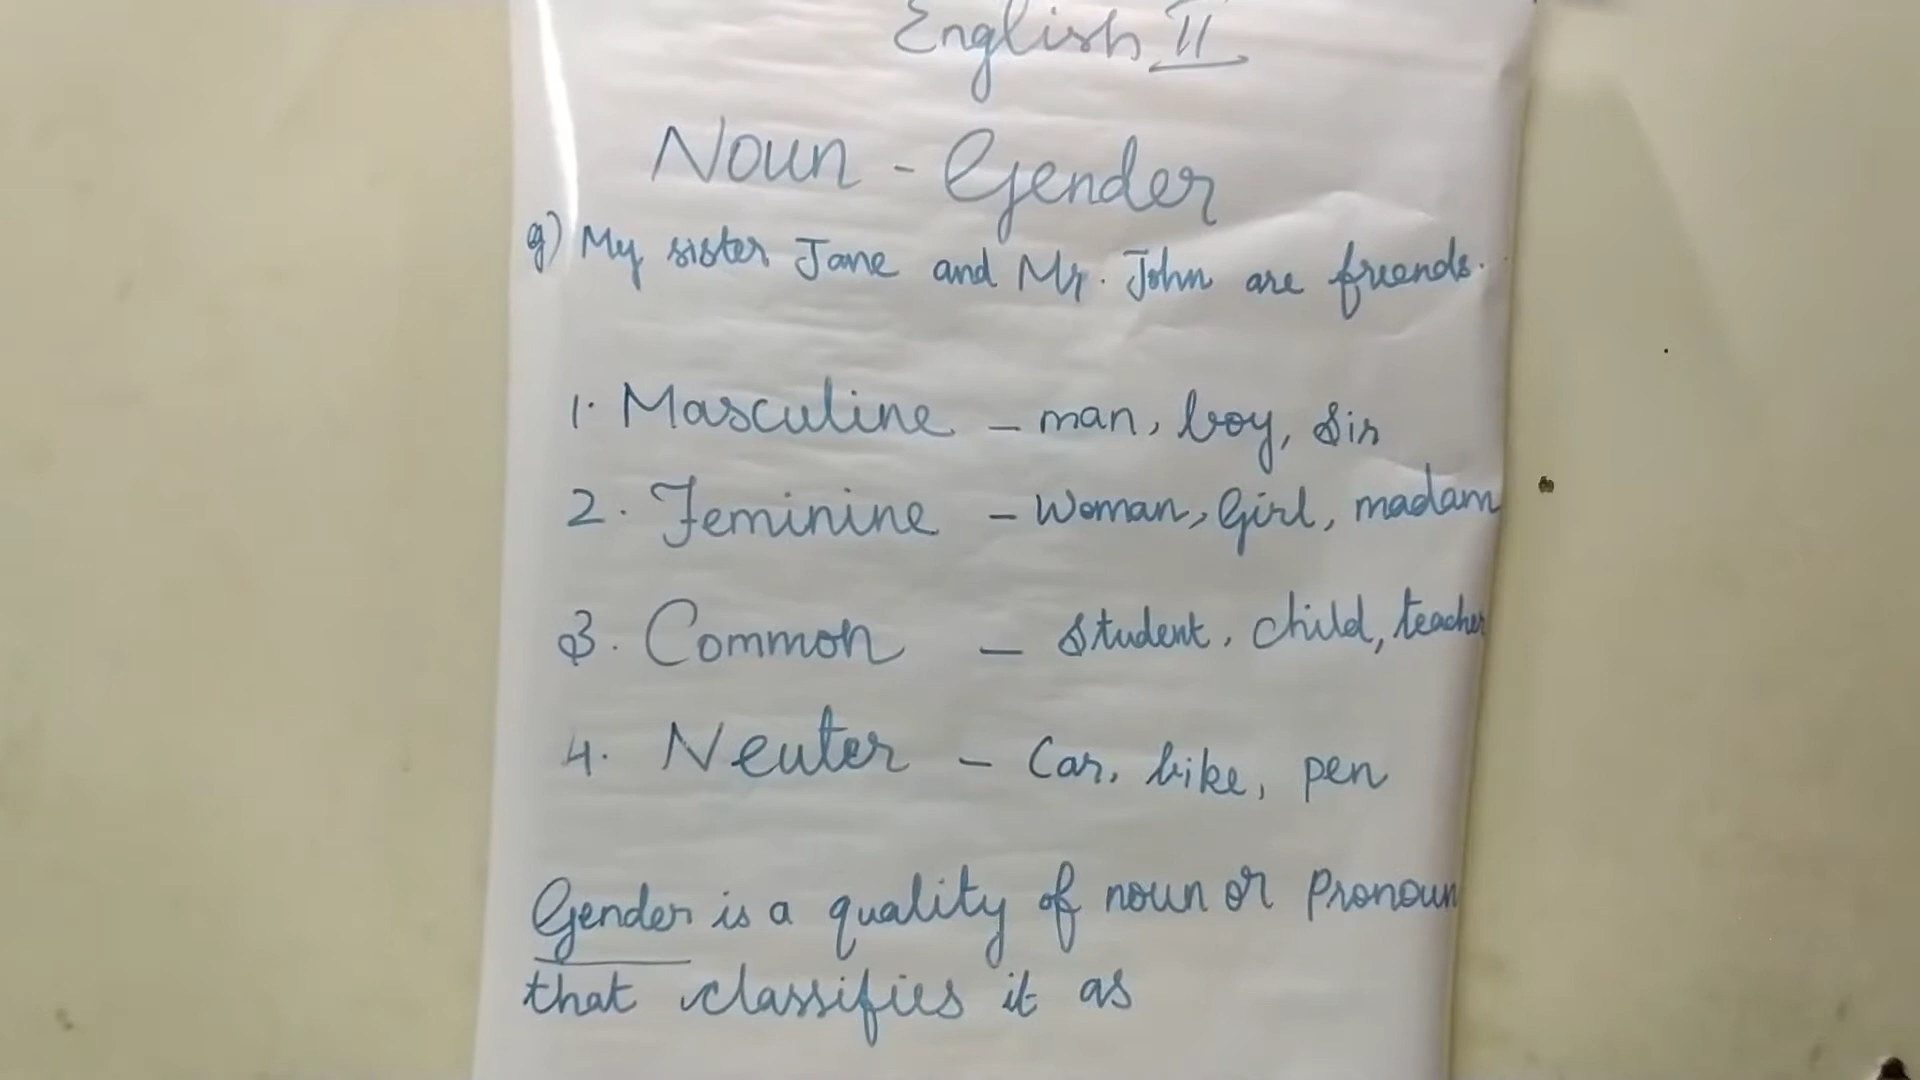 English II
Noun - Gender
g) My sister Jane and Mr. John are friends.
1. Masculine - man, boy, Sir
2. Feminine - Woman, Girl, madam
3. Common - Student, Child, teacher
4. Neuter - Car, bike, pen
Gender is a quality of noun or Pronoun
that classifies it as